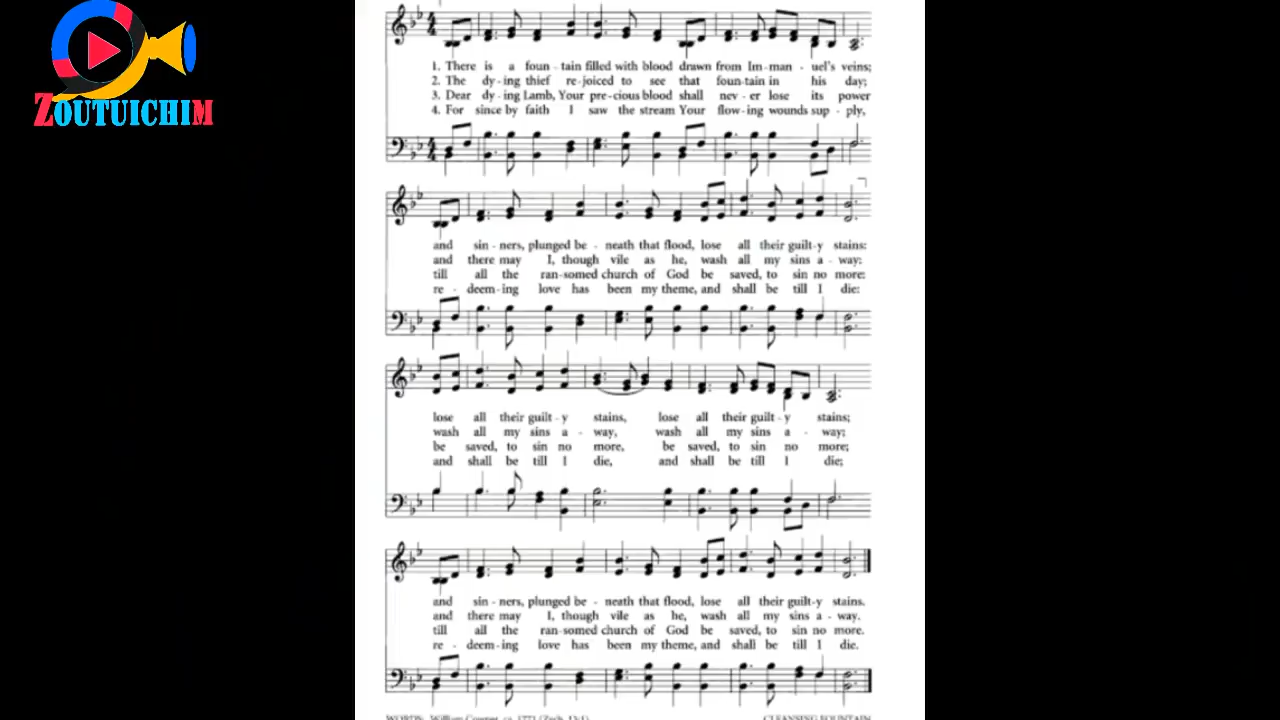 ZOUTUICHIM
1. There is a foun - tain filled with blood drawn from Im - man - uel's veins;
2. The dy - ing thief re - joiced to see that foun - tain in his day;
3. Dear dy - ing Lamb, Your pre - cious blood shall nev - er lose its power
4. For since by faith I saw the stream Your flow - ing wounds sup - ply,
and sin - ners, plunged be - neath that flood, lose all their guilt - y stains:
and there may I, though vile as he, wash all my sins a - way:
till all the ran - somed church of God be saved, to sin no more:
re - deem - ing love has been my theme, and shall be till I die:
lose all their guilt - y stains, lose all their guilt - y stains;
wash all my sins a - way, wash all my sins a - way;
be saved, to sin no more, be saved, to sin no more;
and shall be till I die, and shall be till I die;
and sin - ners, plunged be - neath that flood, lose all their guilt - y stains.
and there may I, though vile as he, wash all my sins a - way.
till all the ran - somed church of God be saved, to sin no more.
re - deem - ing love has been my theme, and shall be till I die.
WORDS: William Cowper, ca. 1771 (Zech. 13:1) CLEANSING FOUNTAIN